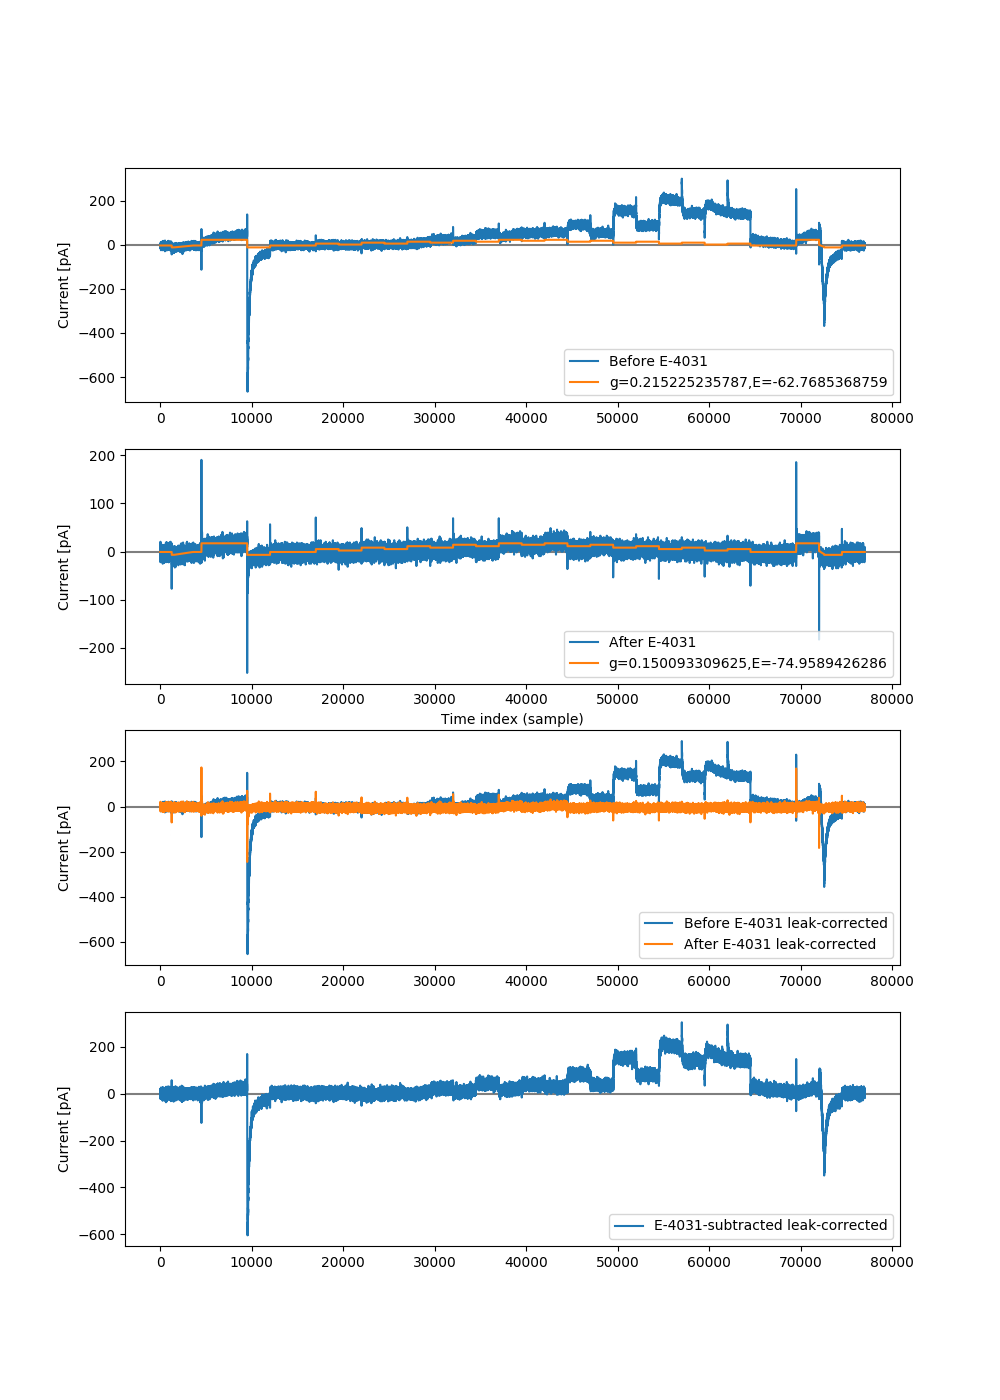 200
0
−200
−400
−600
Current [pA]
Before E-4031
g=0.215225235787,E=-62.7685368759
0 10000 20000 30000 40000 50000 60000 70000 80000
200
100
0
−100
−200
Current [pA]
After E-4031
g=0.150093309625,E=-74.9589426286
0 10000 20000 30000 40000 50000 60000 70000 80000
Time index (sample)
200
0
−200
−400
−600
Current [pA]
Before E-4031 leak-corrected
After E-4031 leak-corrected
0 10000 20000 30000 40000 50000 60000 70000 80000
200
0
−200
−400
−600
Current [pA]
E-4031-subtracted leak-corrected
0 10000 20000 30000 40000 50000 60000 70000 80000